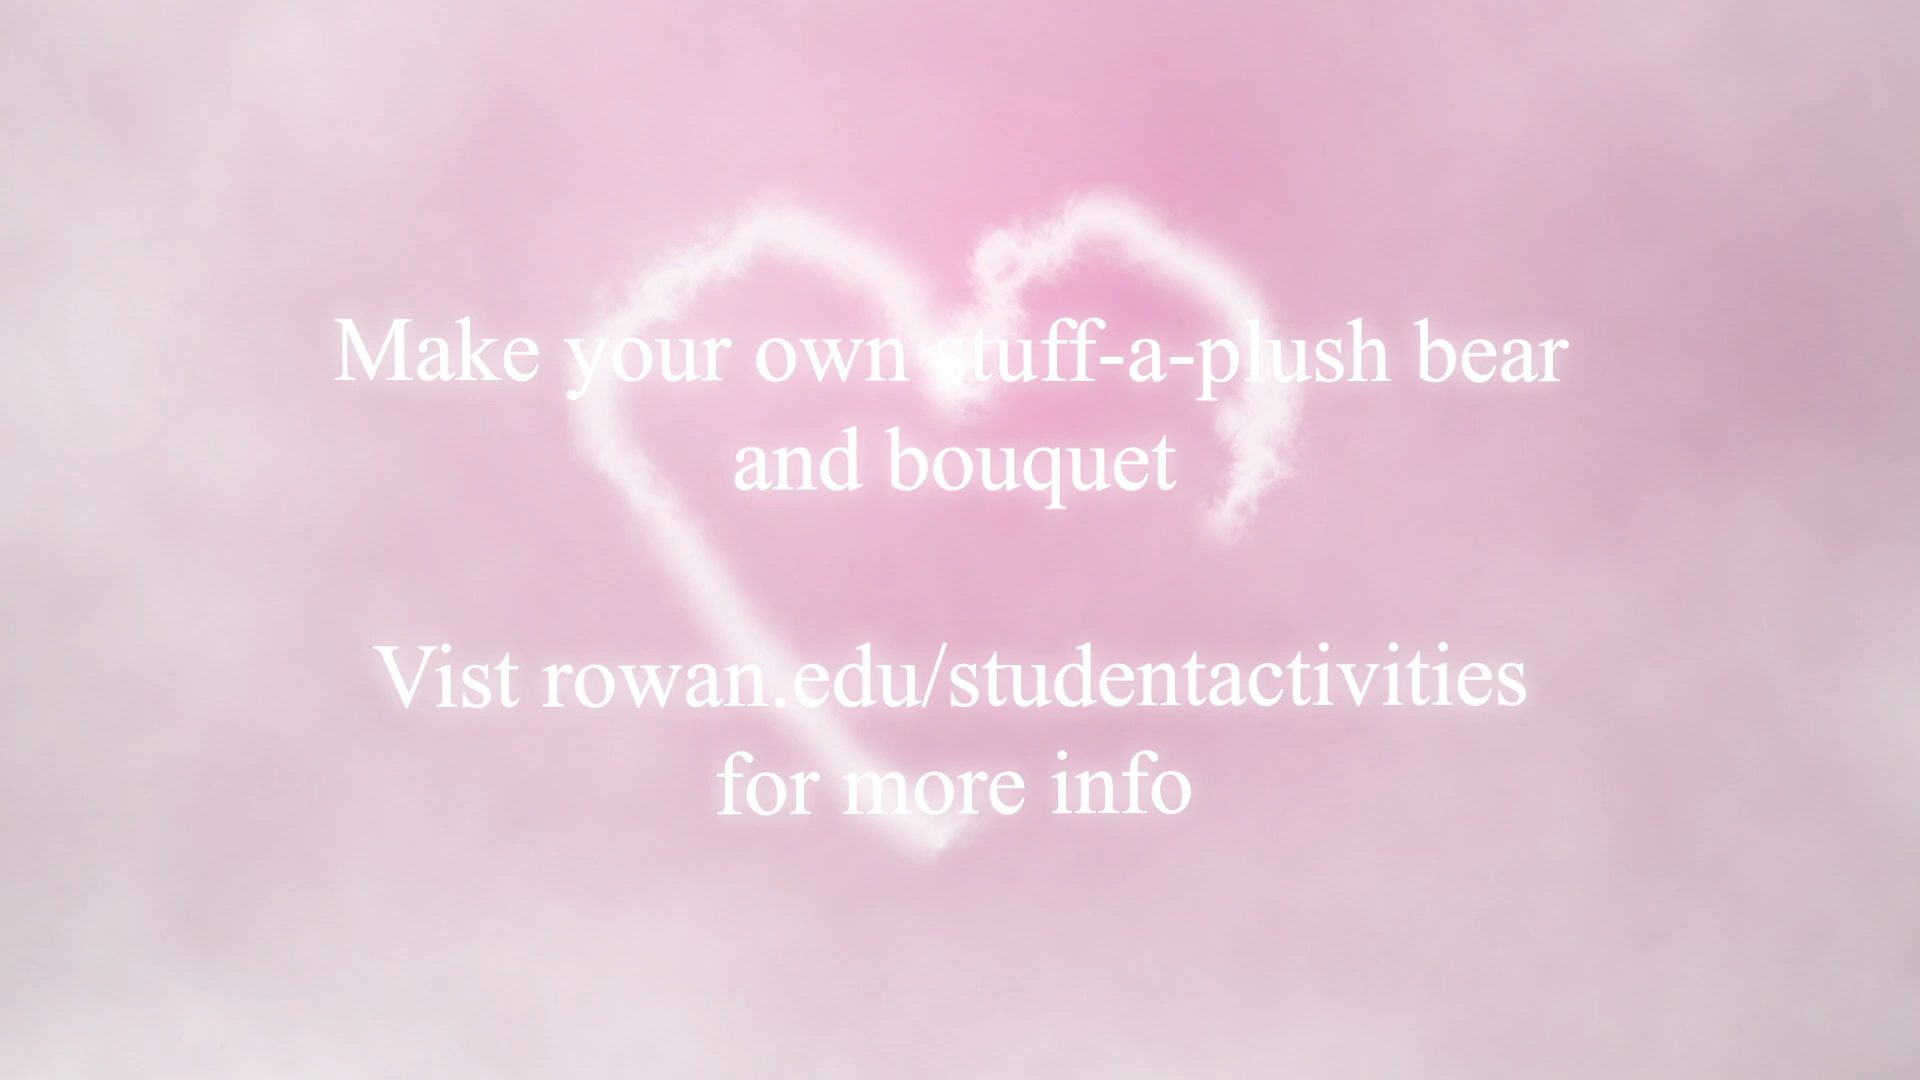 Make your own stuff-a-plush bear
and bouquet
Vist rowan.edu/studentactivities
for more info